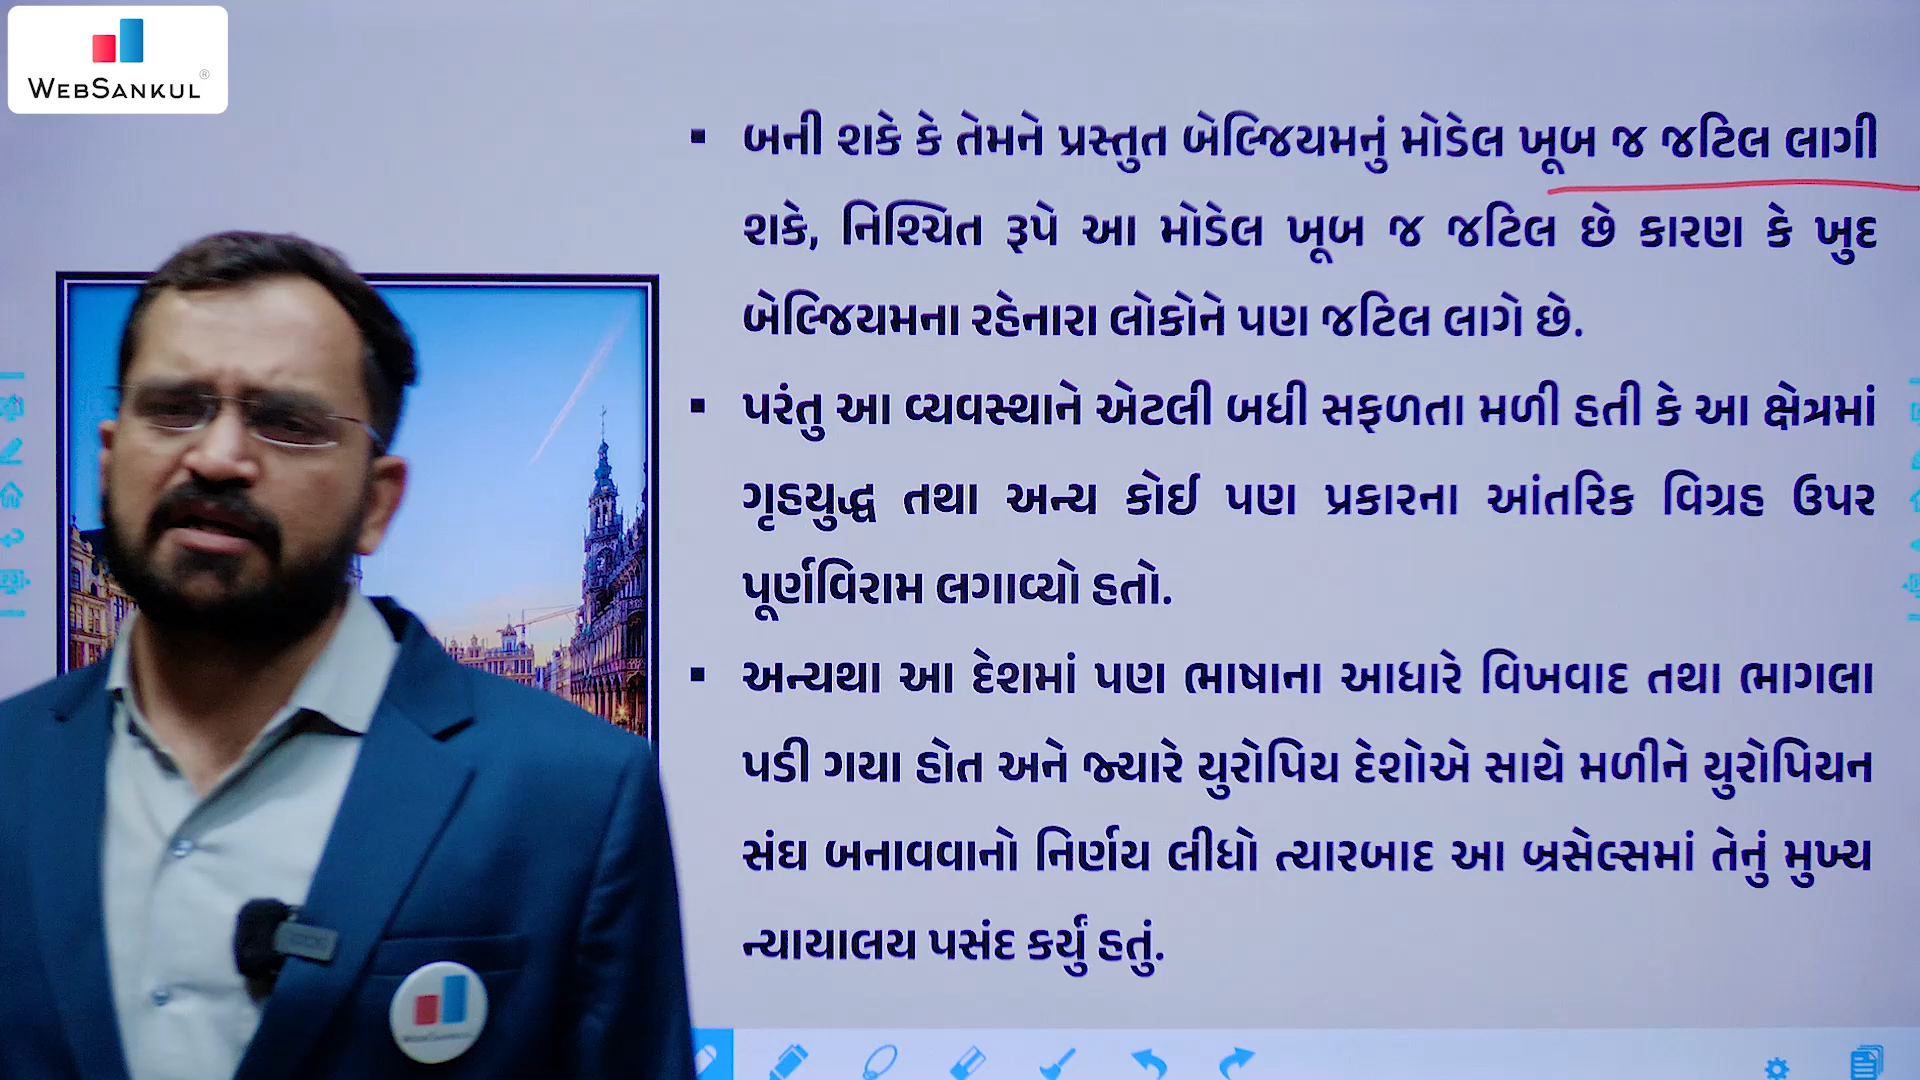 WEBSANKUL®
બની શકે કે તેમને પ્રસ્તુત બેલ્જિયમનું મોડેલ ખૂબ જ જટિલ લાગી
શકે, નિશ્ચિત રૂપે આ મોડેલ ખૂબ જ જટિલ છે કારણ કે ખુદ
બેલ્જિયમના રહેનારા લોકોને પણ જટિલ લાગે છે.
પરંતુ આ વ્યવસ્થાને એટલી બધી સફળતા મળી હતી કે આ ક્ષેત્રમાં
ગૃહયુદ્ધ તથા અન્ય કોઈ પણ પ્રકારના આંતરિક વિગ્રહ ઉપર
પૂર્ણવિરામ લગાવ્યો હતો.
અન્યથા આ દેશમાં પણ ભાષાના આધારે વિખવાદ તથા ભાગલા
પડી ગયા હોત અને જ્યારે યુરોપિય દેશોએ સાથે મળીને યુરોપિયન
સંઘ બનાવવાનો નિર્ણય લીધો ત્યારબાદ આ બ્રસેલ્સમાં તેનું મુખ્ય
ન્યાયાલય પસંદ કર્યું હતું.